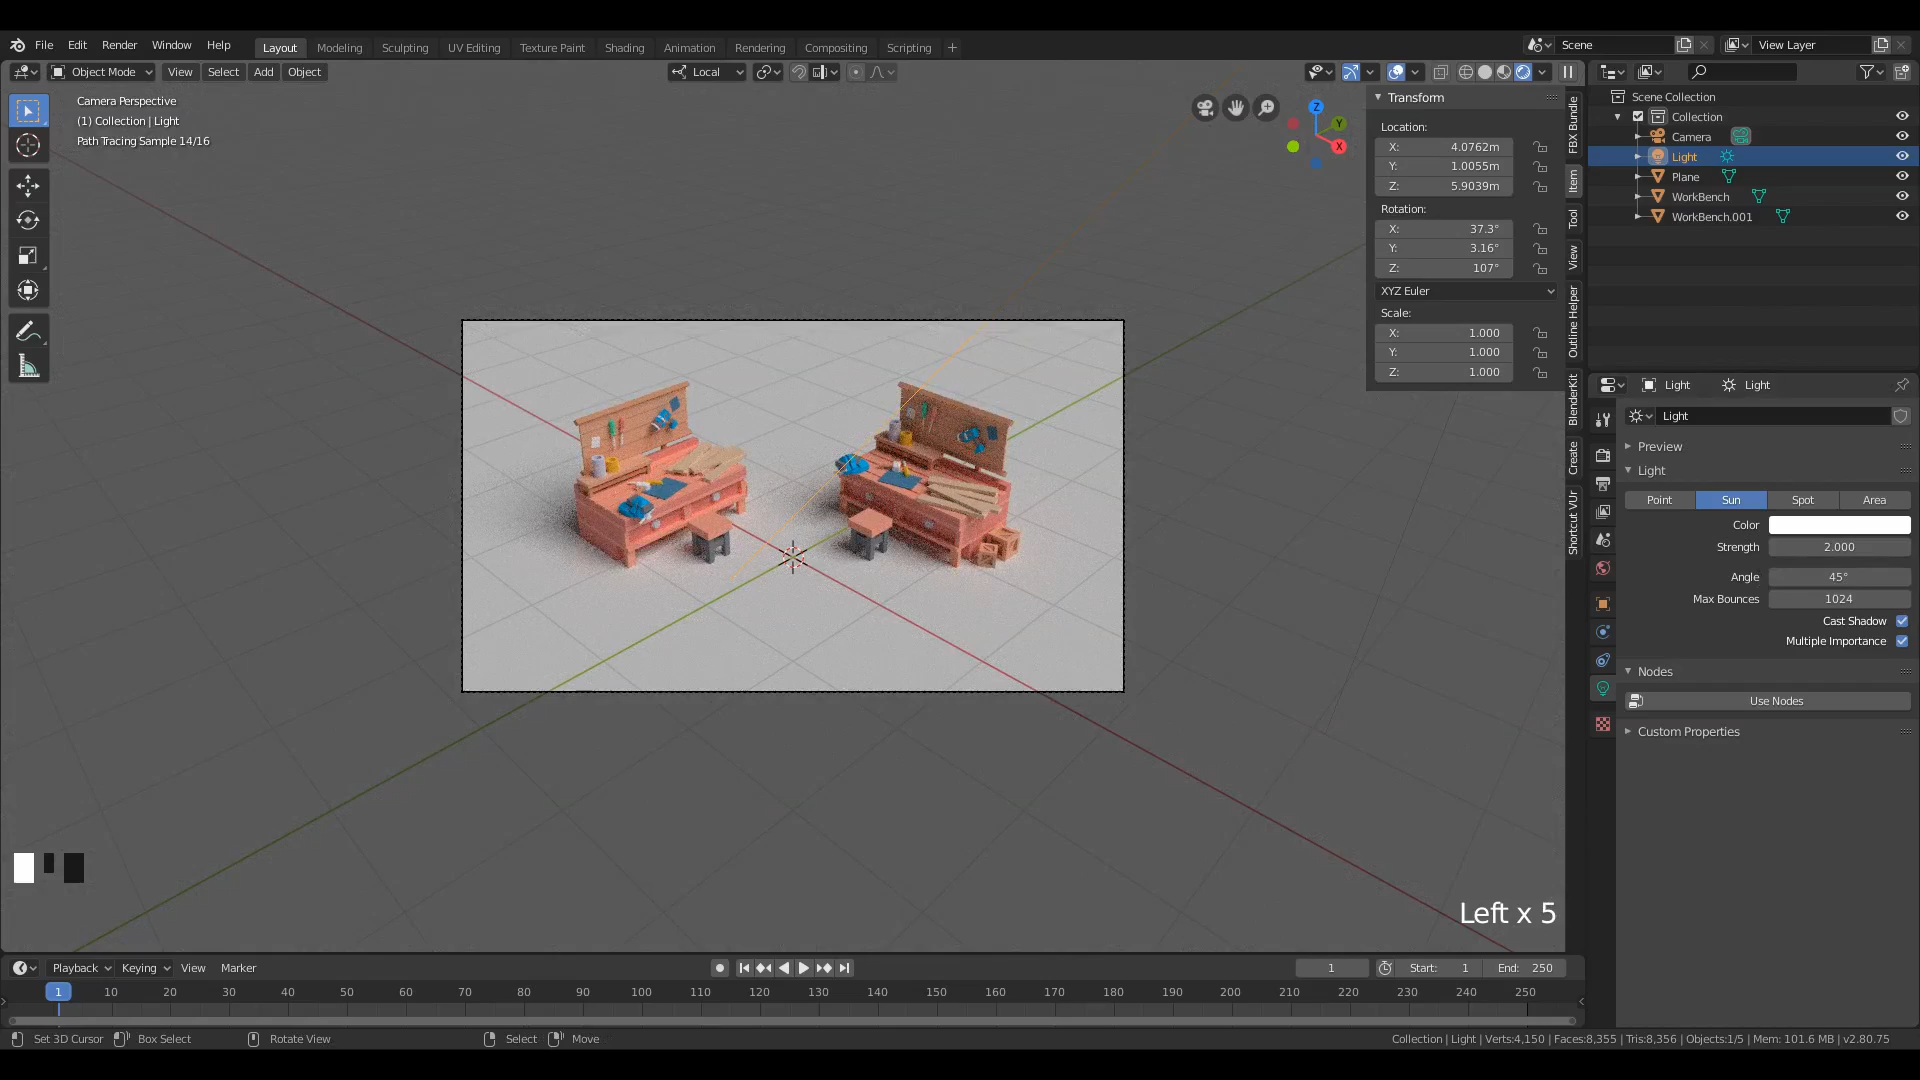 File Edit Render Window Help Layout Modeling Sculpting UV Editing Texture Paint Shading Animation Rendering Compositing Scripting + Scene View Layer
Object Mode View Select Add Object Local
Camera Perspective
(1) Collection | Light
Path Tracing Sample 14/16
Z
Y
X
Transform
Location:
X: 4.0762m
Y: 1.0055m
Z: 5.9039m
Rotation:
X: 37.3°
Y: 3.16°
Z: 107°
XYZ Euler
Scale:
X: 1.000
Y: 1.000
Z: 1.000
FBX Bundle
Item
Tool
View
Outline Helper
BlenderKit
Create
Shortcut VUr
Scene Collection
Collection
Camera
Light
Plane
WorkBench
WorkBench.001
Light Light
Light
Preview
Light
Point Sun Spot Area
Color
Strength 2.000
Angle 45°
Max Bounces 1024
Cast Shadow
Multiple Importance
Nodes
Use Nodes
Custom Properties
Left x 5
Playback Keying View Marker 1 Start: 1 End: 250
1 10 20 30 40 50 60 70 80 90 100 110 120 130 140 150 160 170 180 190 200 210 220 230 240 250
Set 3D Cursor Box Select Rotate View Select Move Collection | Light | Verts:4,150 | Faces:8,355 | Tris:8,356 | Objects:1/5 | Mem: 101.6 MB | v2.80.75